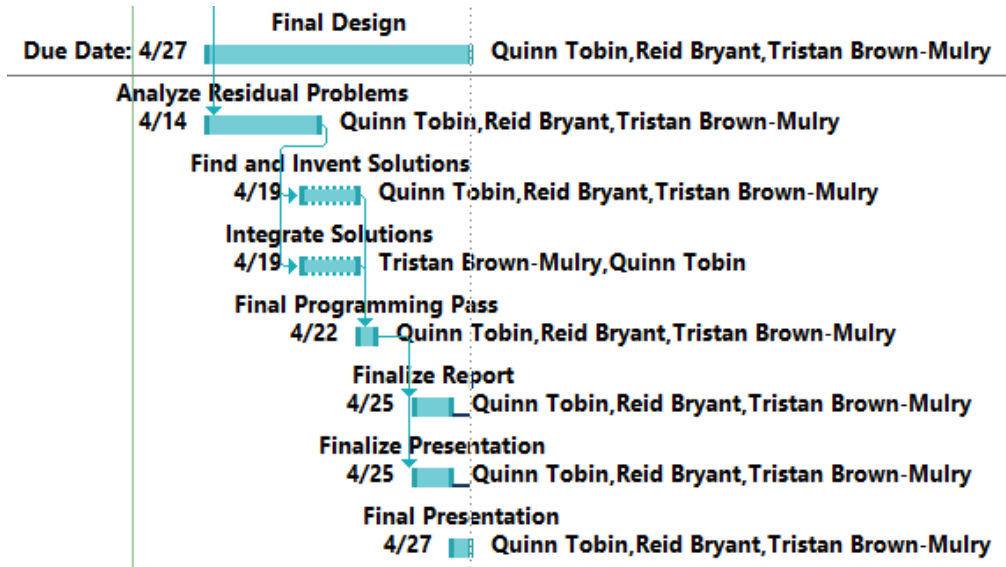 Final Design
Due Date: 4/27 Quinn Tobin,Reid Bryant,Tristan Brown-Mulry
Analyze Residual Problems
4/14 Quinn Tobin,Reid Bryant,Tristan Brown-Mulry
Find and Invent Solutions
4/19 Quinn Tobin,Reid Bryant,Tristan Brown-Mulry
Integrate Solutions
4/19 Tristan Brown-Mulry,Quinn Tobin
Final Programming Pass
4/22 Quinn Tobin,Reid Bryant,Tristan Brown-Mulry
Finalize Report
4/25 Quinn Tobin,Reid Bryant,Tristan Brown-Mulry
Finalize Presentation
4/25 Quinn Tobin,Reid Bryant,Tristan Brown-Mulry
Final Presentation
4/27 Quinn Tobin,Reid Bryant,Tristan Brown-Mulry